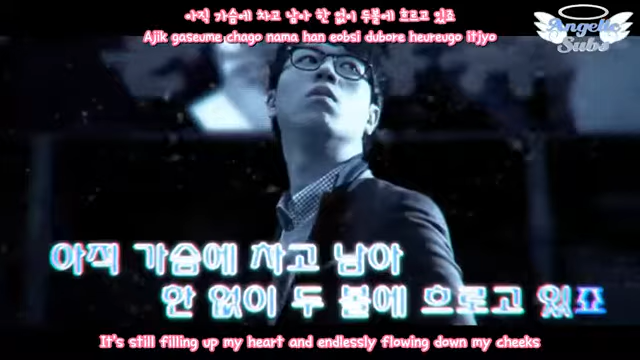 아직 가슴에 차고 남아 한 없이 두볼에 흐르고 있죠
Ajik gaseume chago nama han eobsi dubore heureugo itjyo
Angelic
Subs
아직 가슴에 차고 남아
한 없이 두 볼에 흐르고 있죠
It's still filling up my heart and endlessly flowing down my cheeks